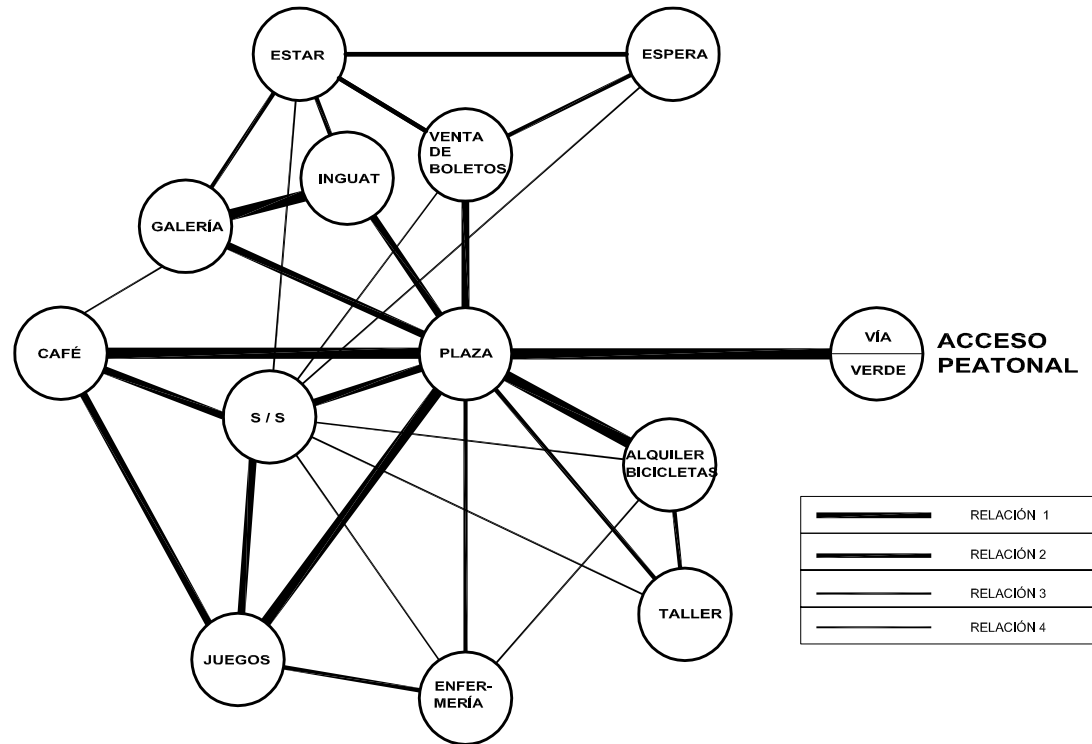 ESTAR
ESPERA
VENTA
DE
BOLETOS
INGUAT
GALERÍA
CAFÉ
PLAZA
VÍA
VERDE
ACCESO
PEATONAL
S / S
ALQUILER
BICICLETAS
TALLER
JUEGOS
ENFER-
MERÍA
RELACIÓN 1
RELACIÓN 2
RELACIÓN 3
RELACIÓN 4